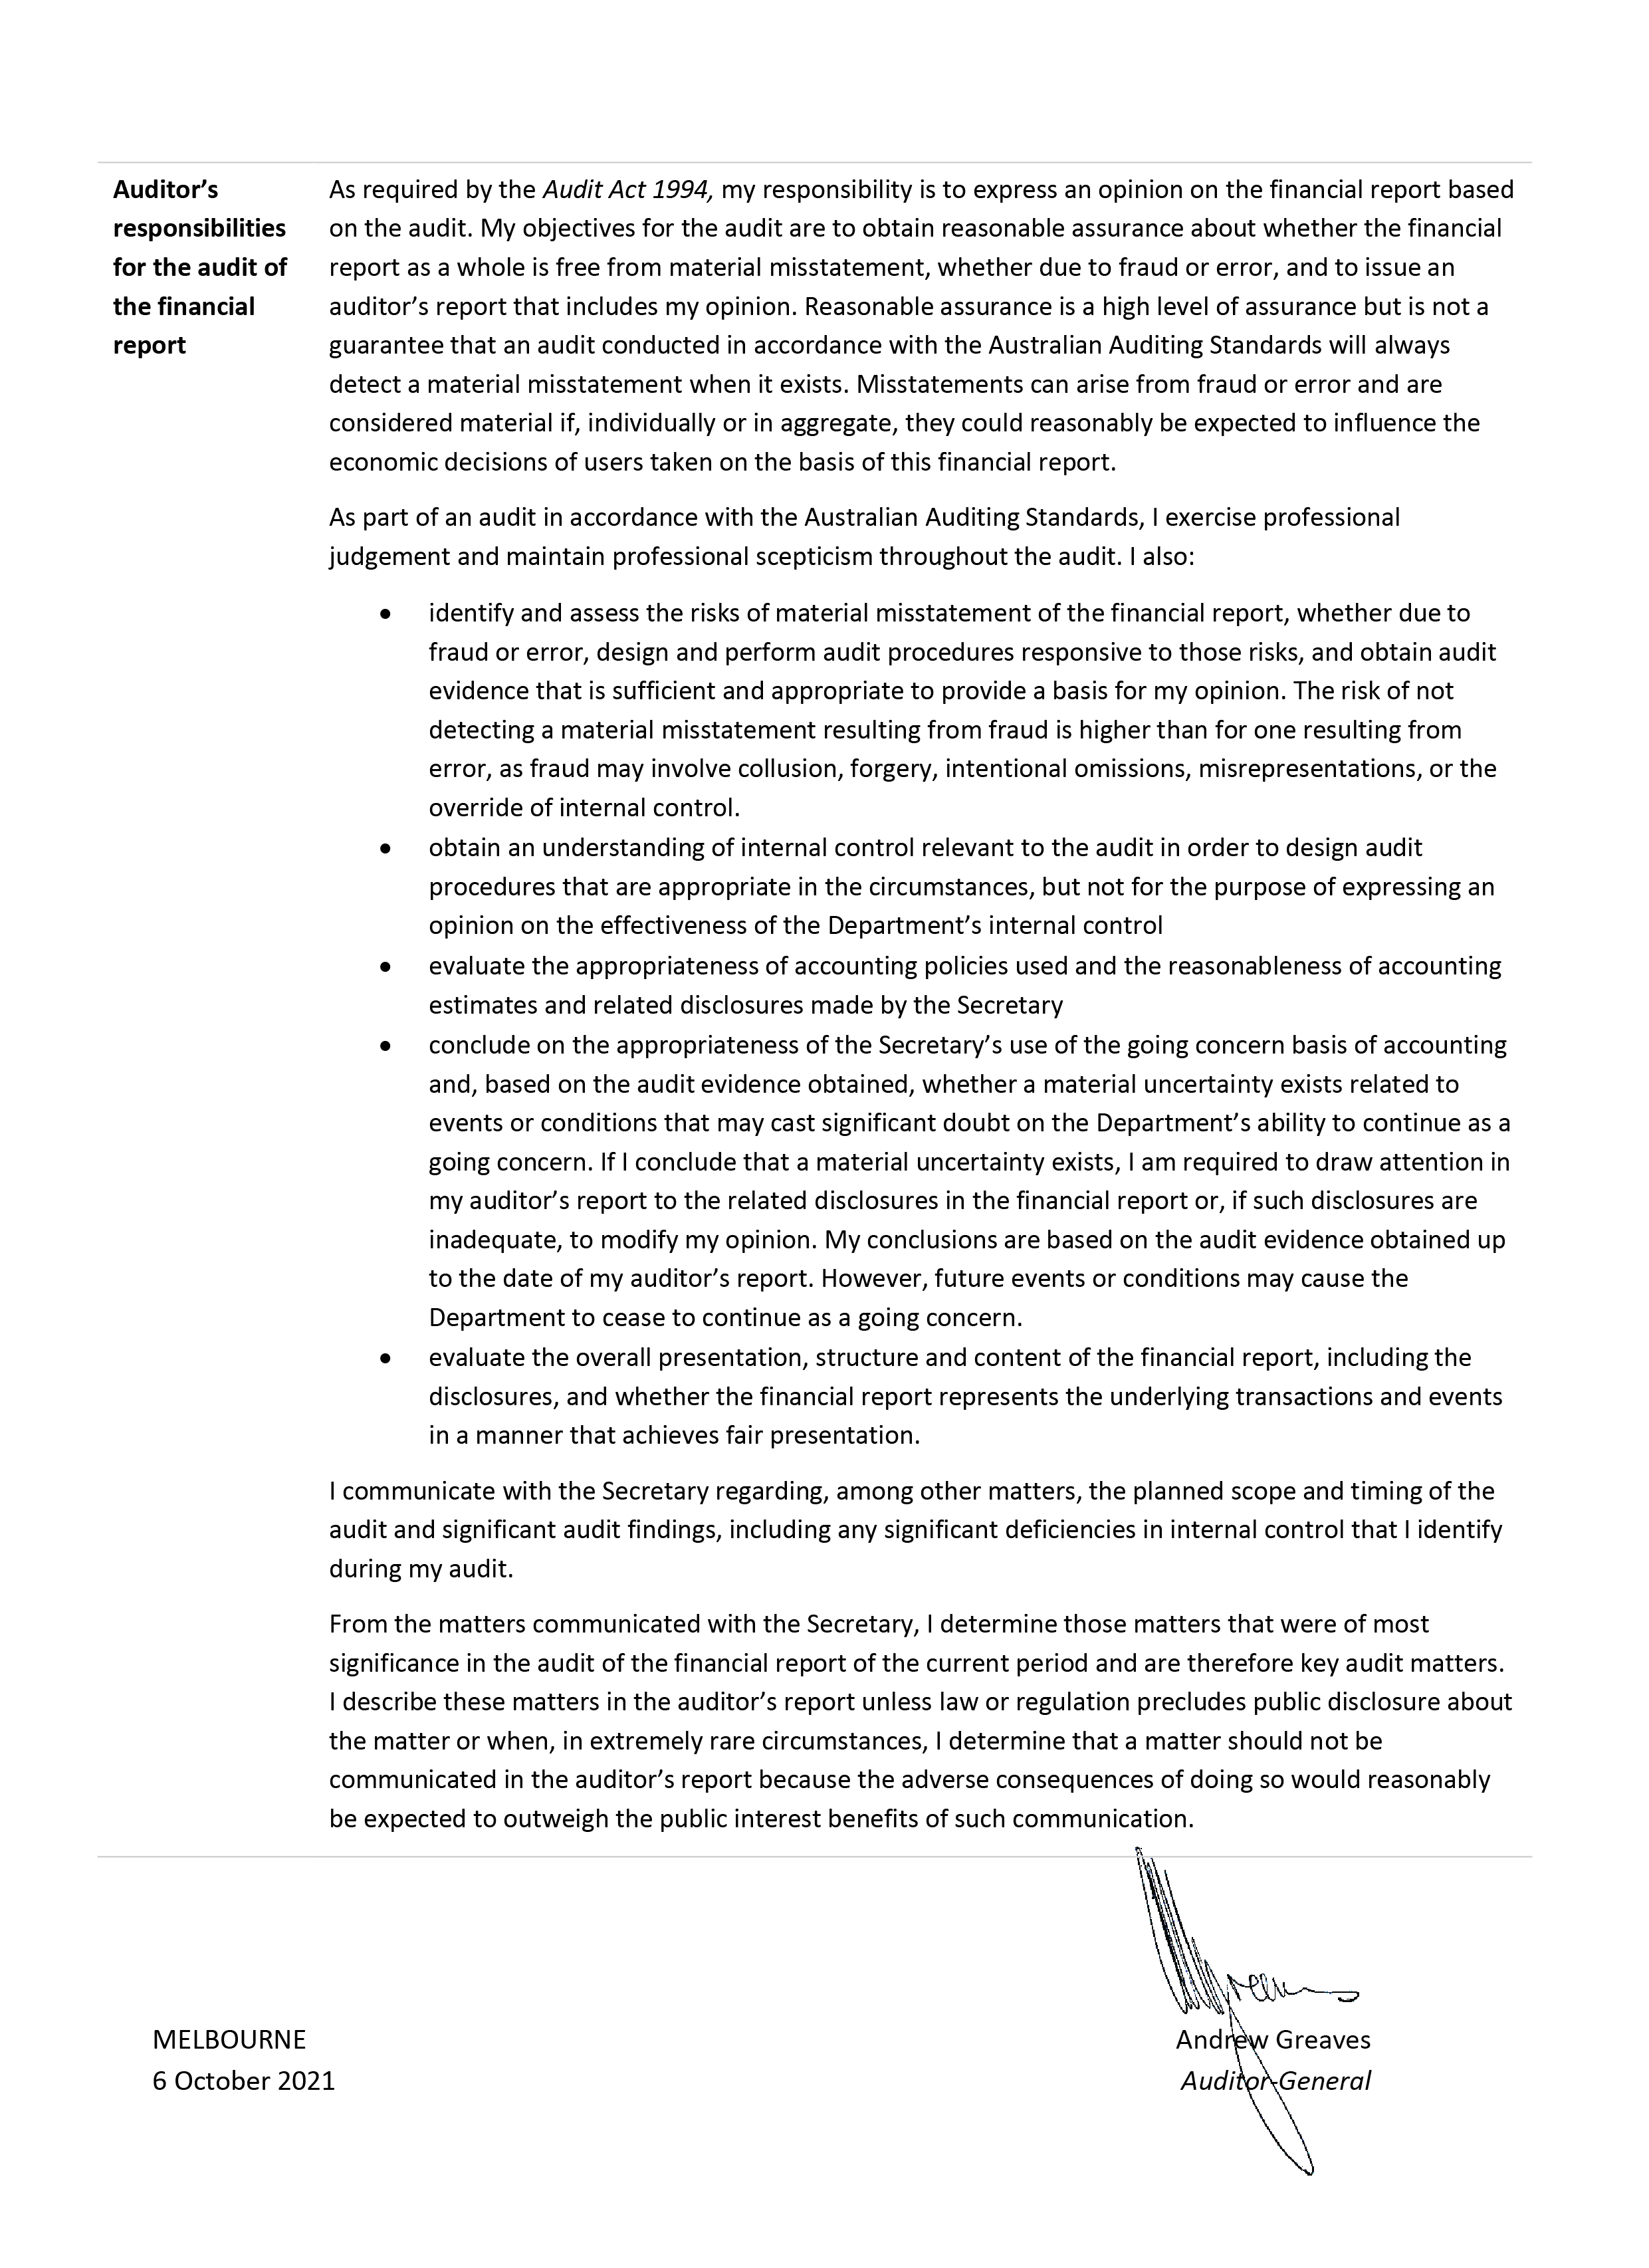 Auditor’s
responsibilities
for the audit of
the financial
report
As required by the Audit Act 1994, my responsibility is to express an opinion on the financial report based
on the audit. My objectives for the audit are to obtain reasonable assurance about whether the financial
report as a whole is free from material misstatement, whether due to fraud or error, and to issue an
auditor’s report that includes my opinion. Reasonable assurance is a high level of assurance but is not a
guarantee that an audit conducted in accordance with the Australian Auditing Standards will always
detect a material misstatement when it exists. Misstatements can arise from fraud or error and are
considered material if, individually or in aggregate, they could reasonably be expected to influence the
economic decisions of users taken on the basis of this financial report.
As part of an audit in accordance with the Australian Auditing Standards, I exercise professional
judgement and maintain professional scepticism throughout the audit. I also:
• identify and assess the risks of material misstatement of the financial report, whether due to
fraud or error, design and perform audit procedures responsive to those risks, and obtain audit
evidence that is sufficient and appropriate to provide a basis for my opinion. The risk of not
detecting a material misstatement resulting from fraud is higher than for one resulting from
error, as fraud may involve collusion, forgery, intentional omissions, misrepresentations, or the
override of internal control.
• obtain an understanding of internal control relevant to the audit in order to design audit
procedures that are appropriate in the circumstances, but not for the purpose of expressing an
opinion on the effectiveness of the Department’s internal control
• evaluate the appropriateness of accounting policies used and the reasonableness of accounting
estimates and related disclosures made by the Secretary
• conclude on the appropriateness of the Secretary’s use of the going concern basis of accounting
and, based on the audit evidence obtained, whether a material uncertainty exists related to
events or conditions that may cast significant doubt on the Department’s ability to continue as a
going concern. If I conclude that a material uncertainty exists, I am required to draw attention in
my auditor’s report to the related disclosures in the financial report or, if such disclosures are
inadequate, to modify my opinion. My conclusions are based on the audit evidence obtained up
to the date of my auditor’s report. However, future events or conditions may cause the
Department to cease to continue as a going concern.
• evaluate the overall presentation, structure and content of the financial report, including the
disclosures, and whether the financial report represents the underlying transactions and events
in a manner that achieves fair presentation.
I communicate with the Secretary regarding, among other matters, the planned scope and timing of the
audit and significant audit findings, including any significant deficiencies in internal control that I identify
during my audit.
From the matters communicated with the Secretary, I determine those matters that were of most
significance in the audit of the financial report of the current period and are therefore key audit matters.
I describe these matters in the auditor’s report unless law or regulation precludes public disclosure about
the matter or when, in extremely rare circumstances, I determine that a matter should not be
communicated in the auditor’s report because the adverse consequences of doing so would reasonably
be expected to outweigh the public interest benefits of such communication.
MELBOURNE
6 October 2021
Andrew Greaves
Auditor-General